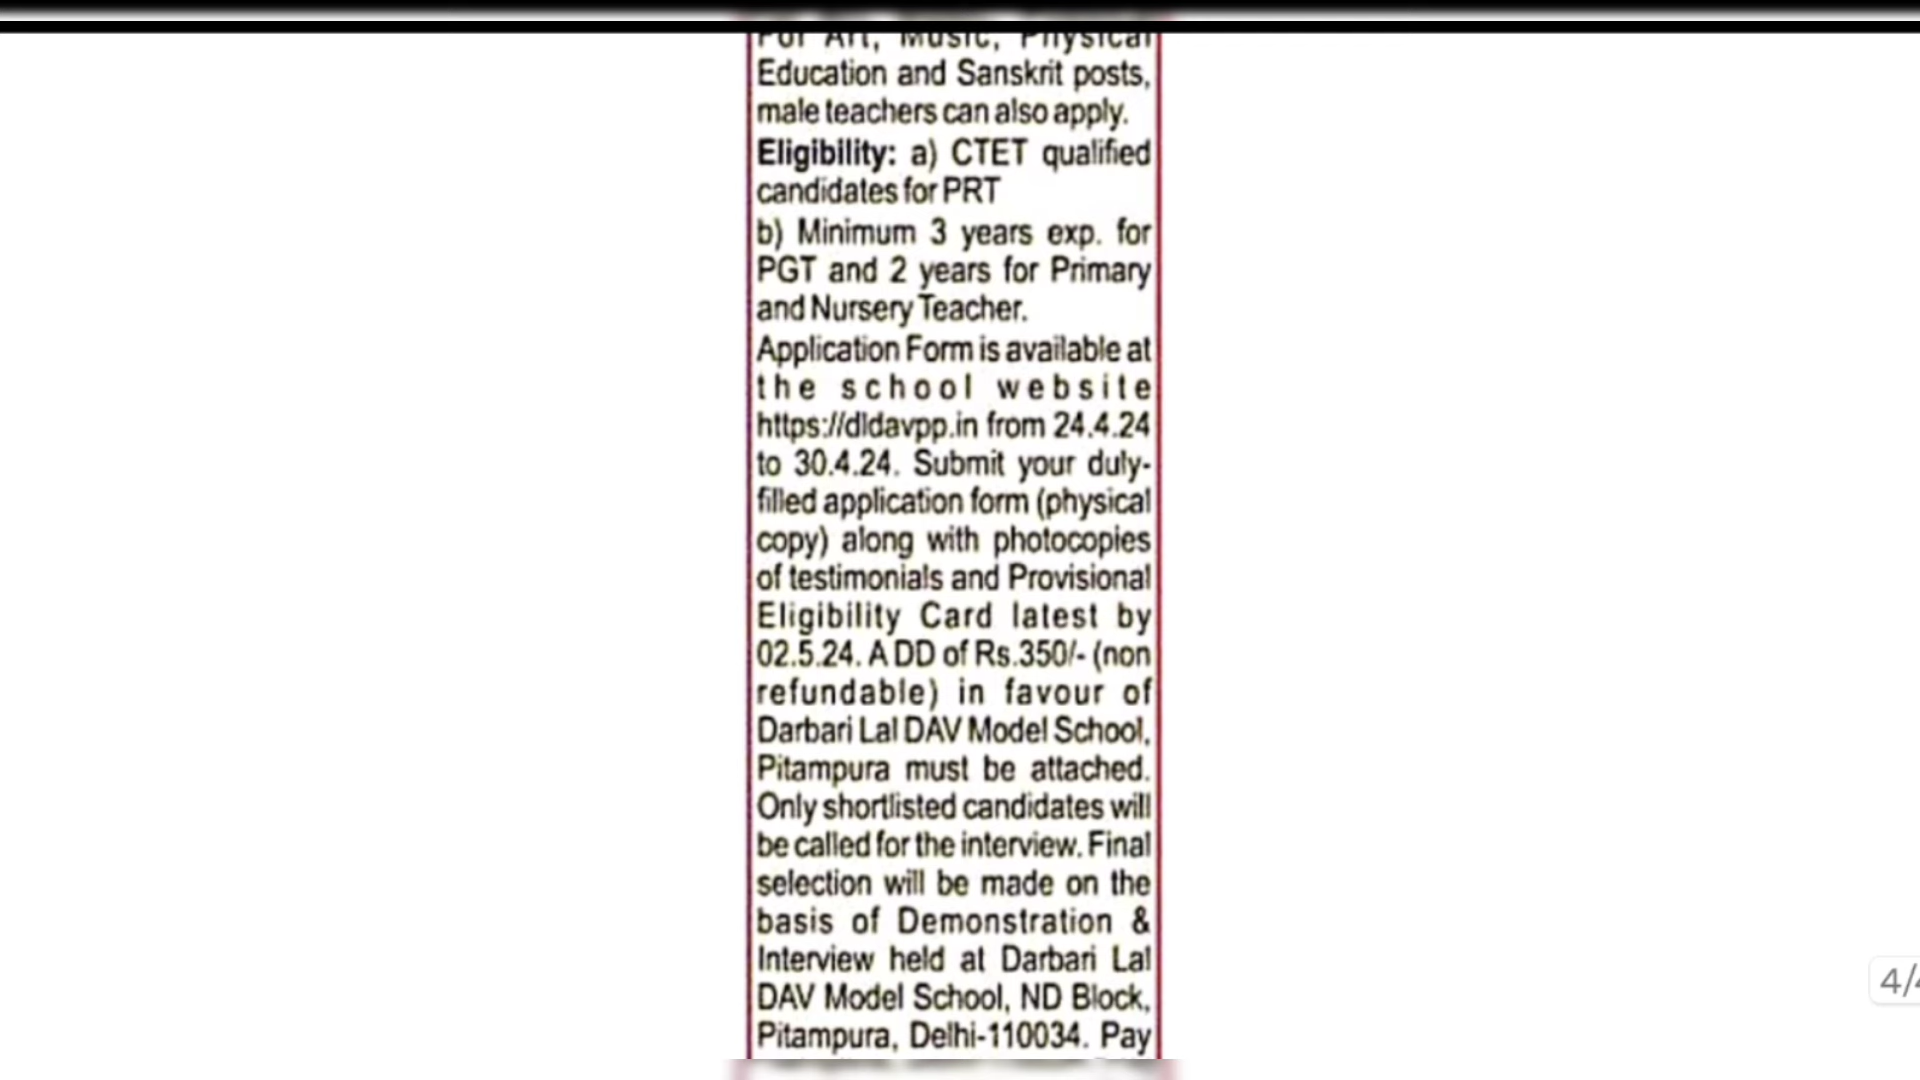 For Art, Music, Physical
Education and Sanskrit posts,
male teachers can also apply.
Eligibility: a) CTET qualified
candidates for PRT
b) Minimum 3 years exp. for
PGT and 2 years for Primary
and Nursery Teacher.
Application Form is available at
the school website
https://dldavpp.in from 24.4.24
to 30.4.24. Submit your duly-
filled application form (physical
copy) along with photocopies
of testimonials and Provisional
Eligibility Card latest by
02.5.24. A DD of Rs.350/- (non
refundable) in favour of
Darbari Lal DAV Model School,
Pitampura must be attached.
Only shortlisted candidates will
be called for the interview. Final
selection will be made on the
basis of Demonstration &
Interview held at Darbari Lal
DAV Model School, ND Block,
Pitampura, Delhi-110034. Pay
4/4